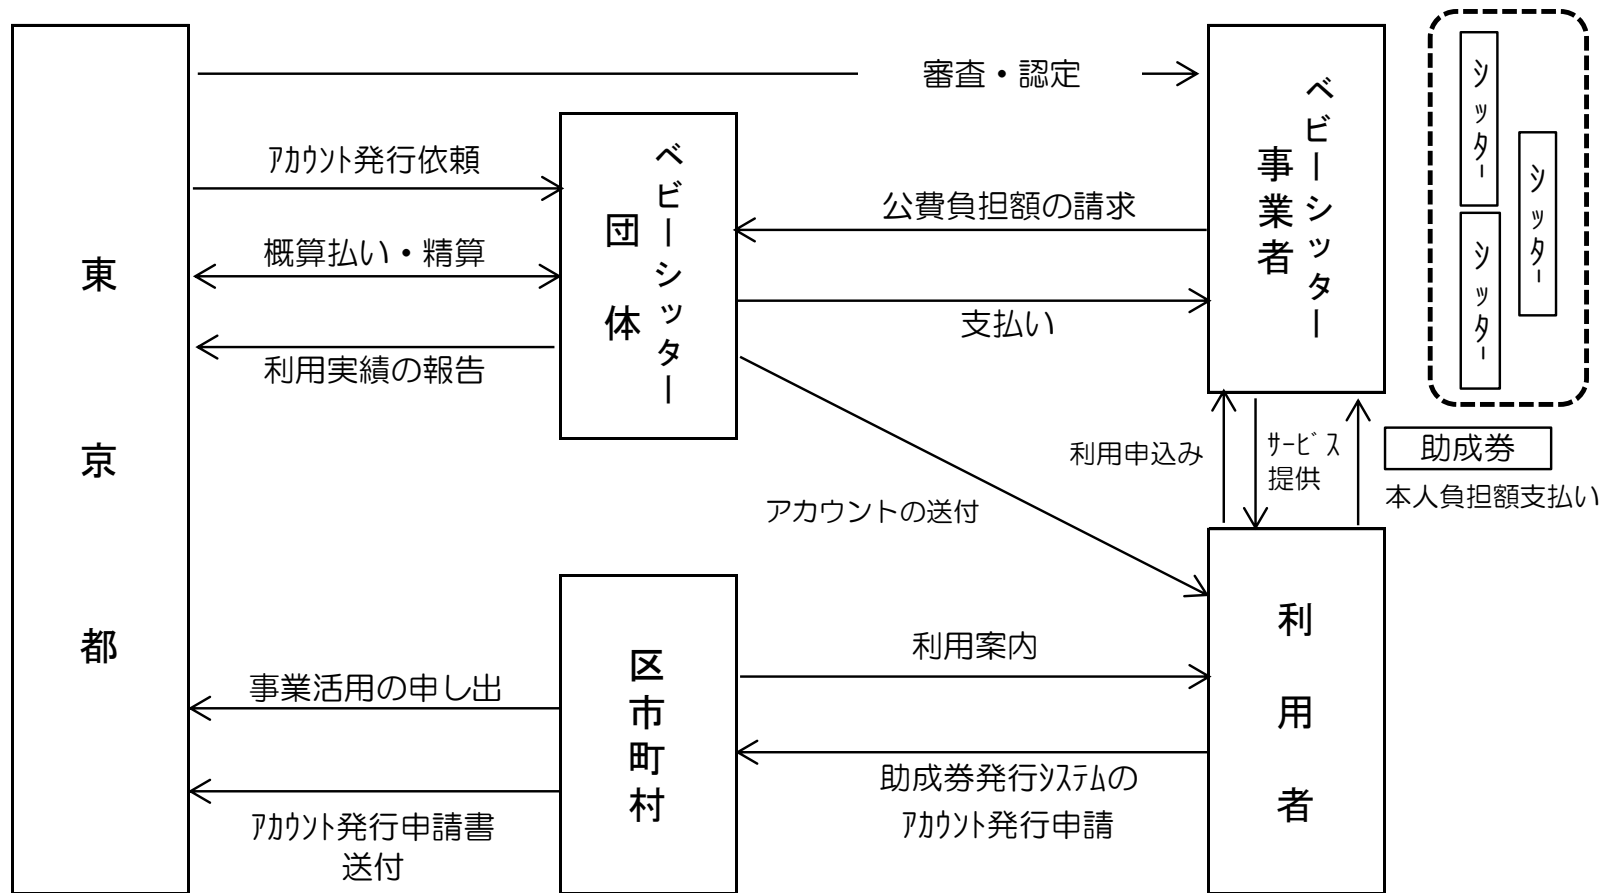 東京都
審査・認定
アカウント発行依頼
概算払い・精算
利用実績の報告
ベビーシッター
団体
公費負担額の請求
支払い
ベビーシッター
事業者
シッター
シッター
シッター
利用申込み
サービス
提供
助成券
本人負担額支払い
アカウントの送付
事業活用の申し出
アカウント発行申請書
送付
区市町村
利用案内
助成券発行システムの
アカウント発行申請
利用者